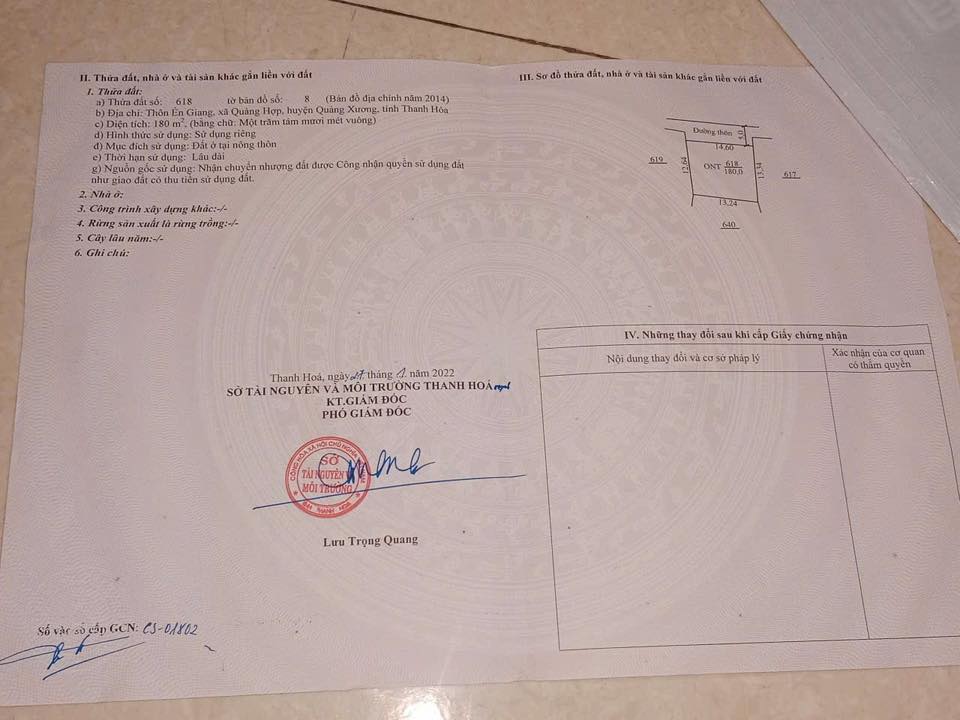 II. Thửa đất, nhà ở và tài sản khác gắn liền với đất
1. Thửa đất:
a) Thửa đất số: 618 tờ bản đồ số: 8 (Bản đồ địa chính năm 2014)
b) Địa chỉ: Thôn Én Giang, xã Quảng Hợp, huyện Quảng Xương, tỉnh Thanh Hóa
c) Diện tích: 180 m², (bằng chữ: Một trăm tám mươi mét vuông)
d) Hình thức sử dụng: Sử dụng riêng
đ) Mục đích sử dụng: Đất ở tại nông thôn
e) Thời hạn sử dụng: Lâu dài
g) Nguồn gốc sử dụng: Nhận chuyển nhượng đất được Công nhận quyền sử dụng đất
như giao đất có thu tiền sử dụng đất.
2. Nhà ở:
3. Công trình xây dựng khác:-/-
4. Rừng sản xuất là rừng trồng:-/-
5. Cây lâu năm:-/-
6. Ghi chú:
Thanh Hoá, ngày 27 tháng 1 năm 2022
SỞ TÀI NGUYÊN VÀ MÔI TRƯỜNG THANH HOÁ
KT.GIÁM ĐỐC
PHÓ GIÁM ĐỐC
SỞ
TÀI NGUYÊN VÀ
MÔI TRƯỜNG
Lưu Trọng Quang
Số vào sổ cấp GCN: CS-01802
III. Sơ đồ thửa đất, nhà ở và tài sản khác gắn liền với đất
Đường thôn
4.0
14,60
619
12,64
ONT 618
180,0
13,34
617
13,24
640
IV. Những thay đổi sau khi cấp Giấy chứng nhận
Nội dung thay đổi và cơ sở pháp lý
Xác nhận của cơ quan
có thẩm quyền